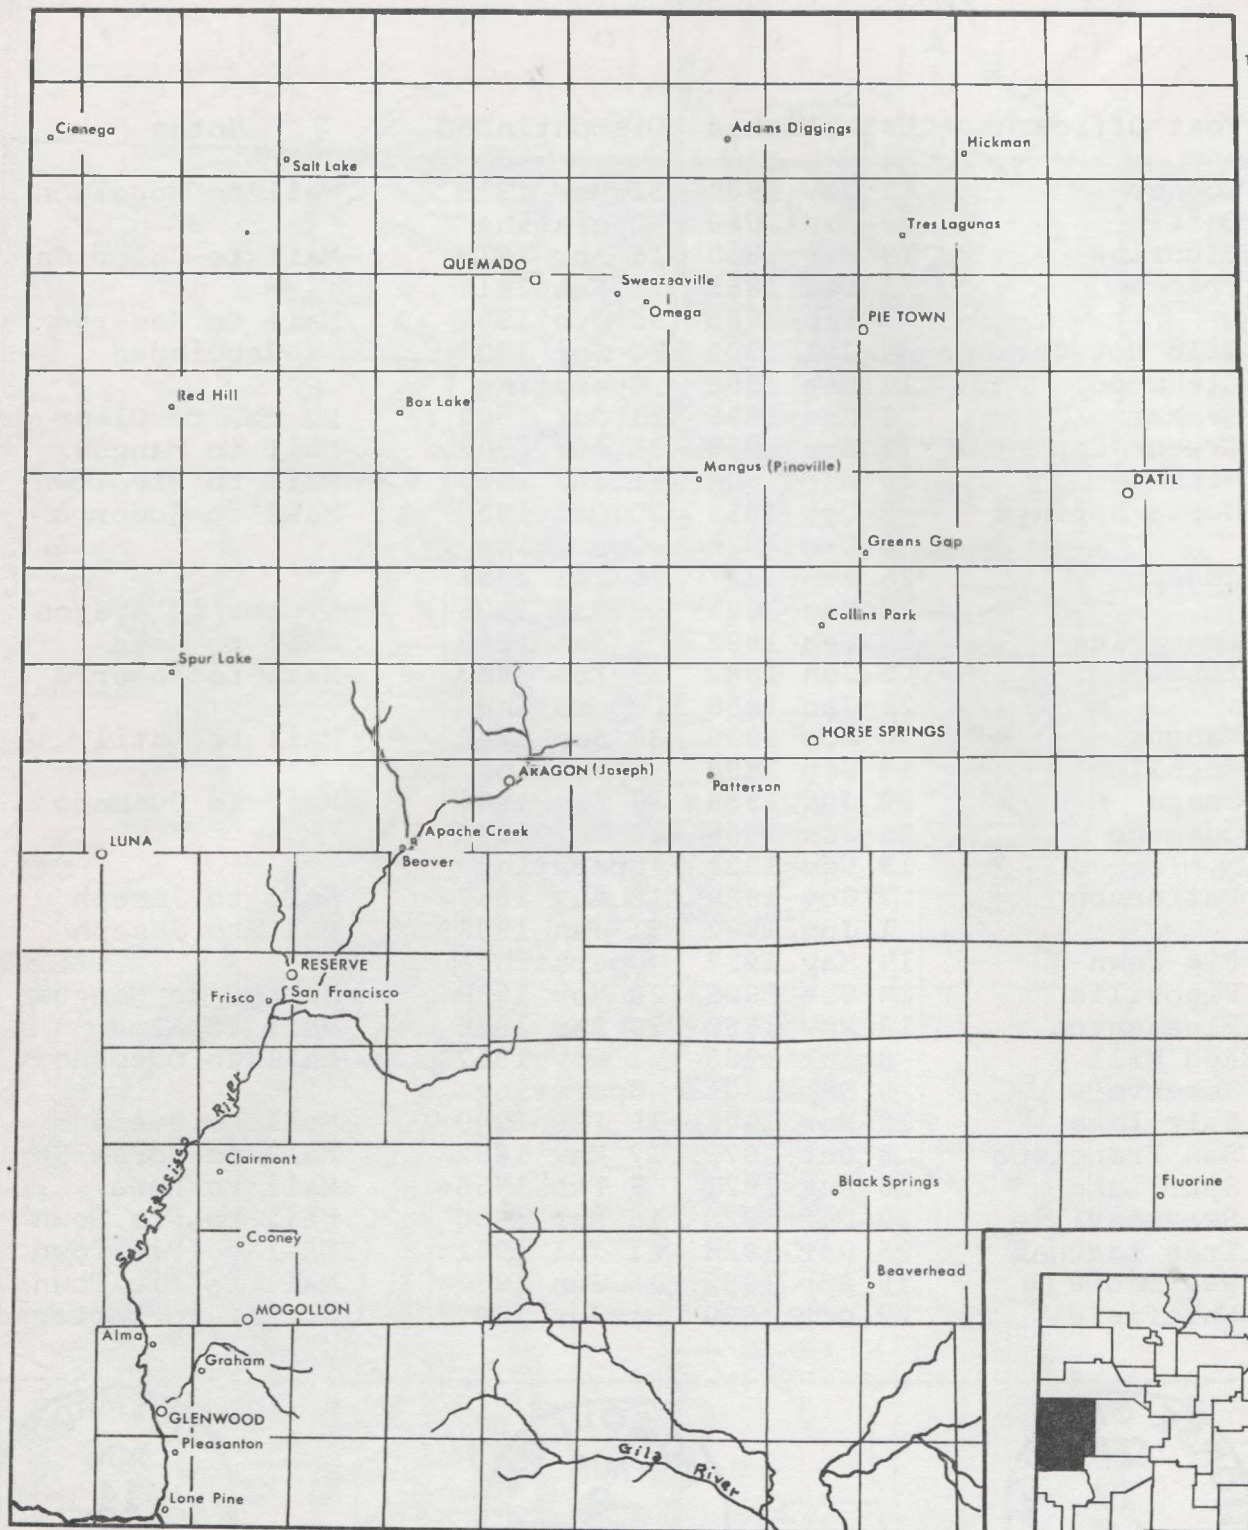 Cienega
Adams Diggings
Hickman
Salt Lake
Tres Lagunas
QUEMADO
Sweazeaville
Omega
PIE TOWN
Red Hill
Box Lake
Mangus (Pinoville)
DATIL
Greens Gap
Collins Park
Spur Lake
HORSE SPRINGS
ARAGON (Joseph)
Patterson
Apache Creek
LUNA
Beaver
RESERVE
Frisco
San Francisco
San Fransisco River
Clairmont
Black Springs
Fluorine
Cooney
Beaverhead
MOGOLLON
Alma
Graham
GLENWOOD
Pleasanton
Gila River
Lone Pine